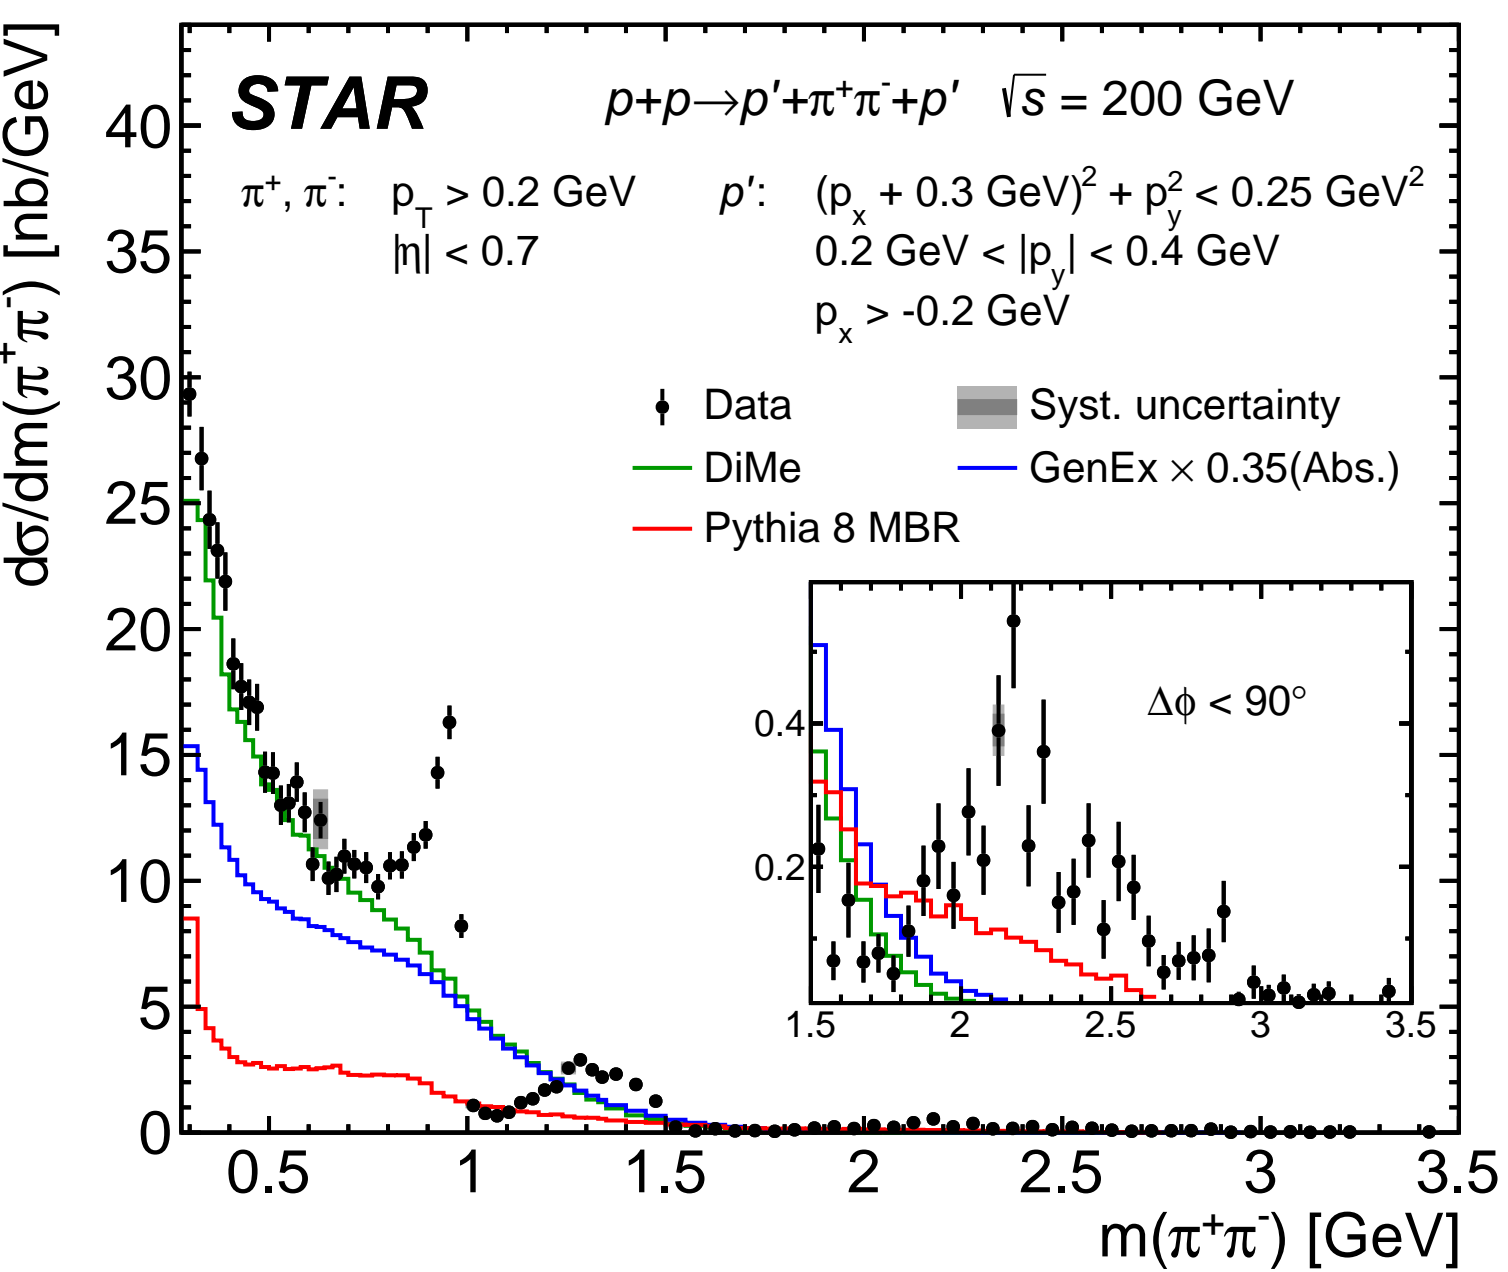 dσ/dm(π⁺π⁻) [nb/GeV]
STAR
p+p→p′+π⁺π⁻+p′ √s = 200 GeV
π⁺, π⁻: p_T > 0.2 GeV
|η| < 0.7
p′: (p_x + 0.3 GeV)² + p_y² < 0.25 GeV²
0.2 GeV < |p_y| < 0.4 GeV
p_x > -0.2 GeV
Data
Syst. uncertainty
DiMe
GenEx × 0.35(Abs.)
Pythia 8 MBR
40
35
30
25
20
15
10
5
0
0.5 1 1.5 2 2.5 3 3.5
m(π⁺π⁻) [GeV]
Δϕ < 90°
0.4
0.2
1.5 2 2.5 3 3.5